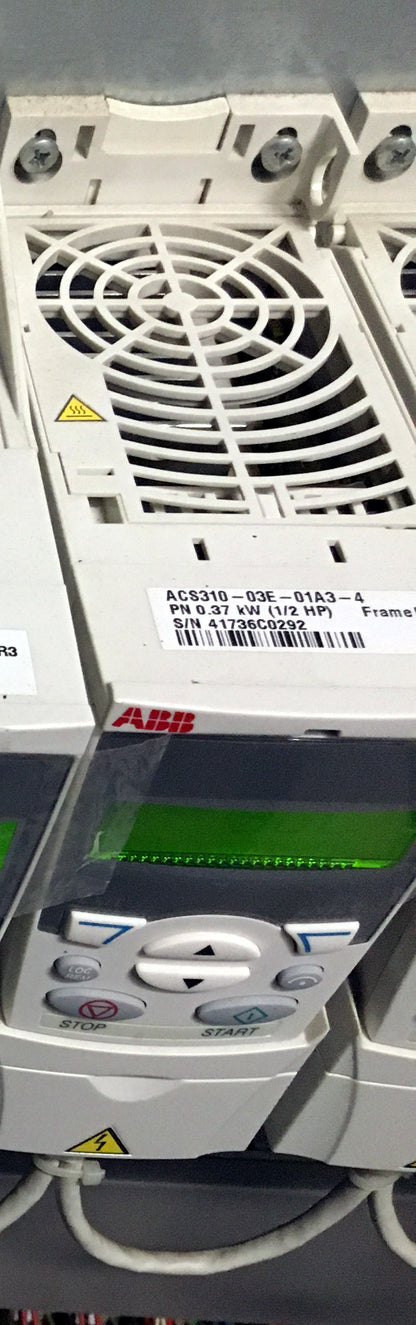 ACS310-03E-01A3-4
PN 0.37 kW (1/2 HP) Frame
S/N 41736C0292
R3
ABB
LOC
REM
STOP
START